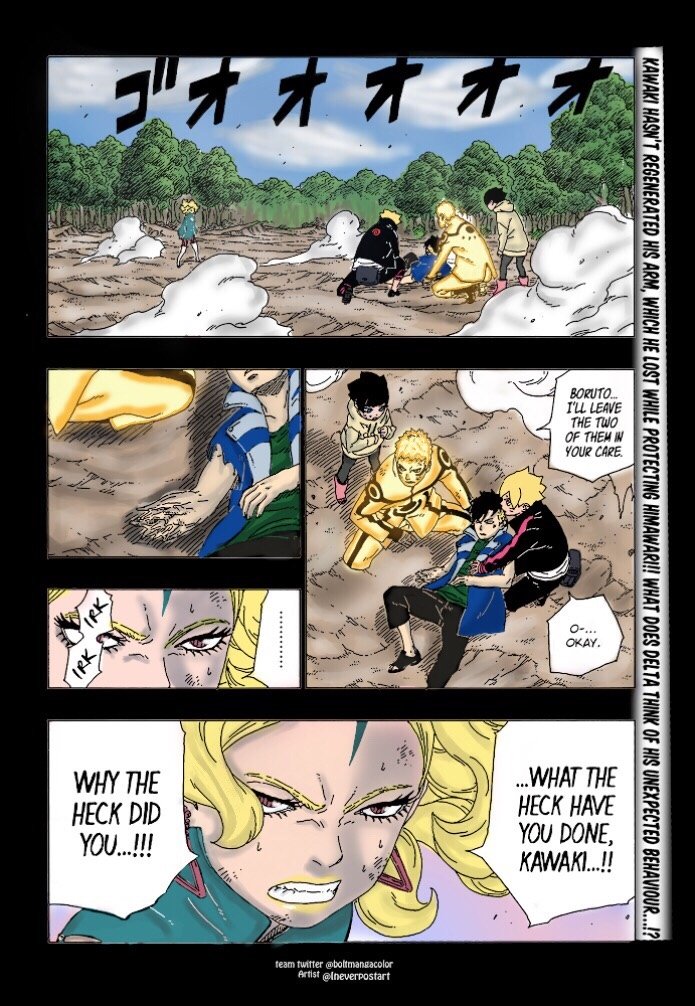 KAWAKI HASN'T REGENERATED HIS ARM, WHICH HE LOST WHILE PROTECTING HIMAWARI!! WHAT DOES DELTA THINK OF HIS UNEXPECTED BEHAVIOUR...!?
ゴオオオオオ
BORUTO...
I'LL LEAVE
THE TWO
OF THEM IN
YOUR CARE.
O-...
OKAY.
.........
IRK
IRK
...WHAT THE
HECK HAVE
YOU DONE,
KAWAKI...!!
WHY THE
HECK DID
YOU...!!!
team twitter @boltmangacolor
Artist @Ineverpostart